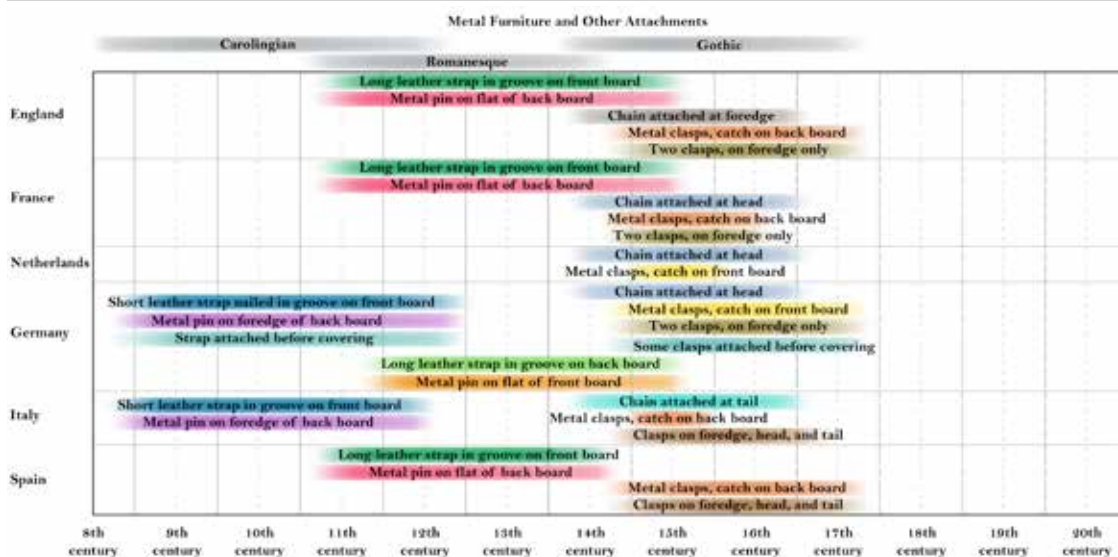 Metal Furniture and Other Attachments
Carolingian
Gothic
Romanesque
England
Long leather strap in groove on front board
Metal pin on flat of back board
Chain attached at foredge
Metal clasps, catch on back board
Two clasps, on foredge only
France
Long leather strap in groove on front board
Metal pin on flat of back board
Chain attached at head
Metal clasps, catch on back board
Two clasps, on foredge only
Netherlands
Chain attached at head
Metal clasps, catch on front board
Germany
Chain attached at head
Short leather strap nailed in groove on front board
Metal clasps, catch on front board
Metal pin on foredge of back board
Two clasps, on foredge only
Strap attached before covering
Some clasps attached before covering
Long leather strap in groove on back board
Metal pin on flat of front board
Italy
Chain attached at tail
Short leather strap in groove on front board
Metal clasps, catch on back board
Metal pin on foredge of back board
Clasps on foredge, head, and tail
Spain
Long leather strap in groove on front board
Metal pin on flat of back board
Metal clasps, catch on back board
Clasps on foredge, head, and tail
8th century
9th century
10th century
11th century
12th century
13th century
14th century
15th century
16th century
17th century
18th century
19th century
20th century